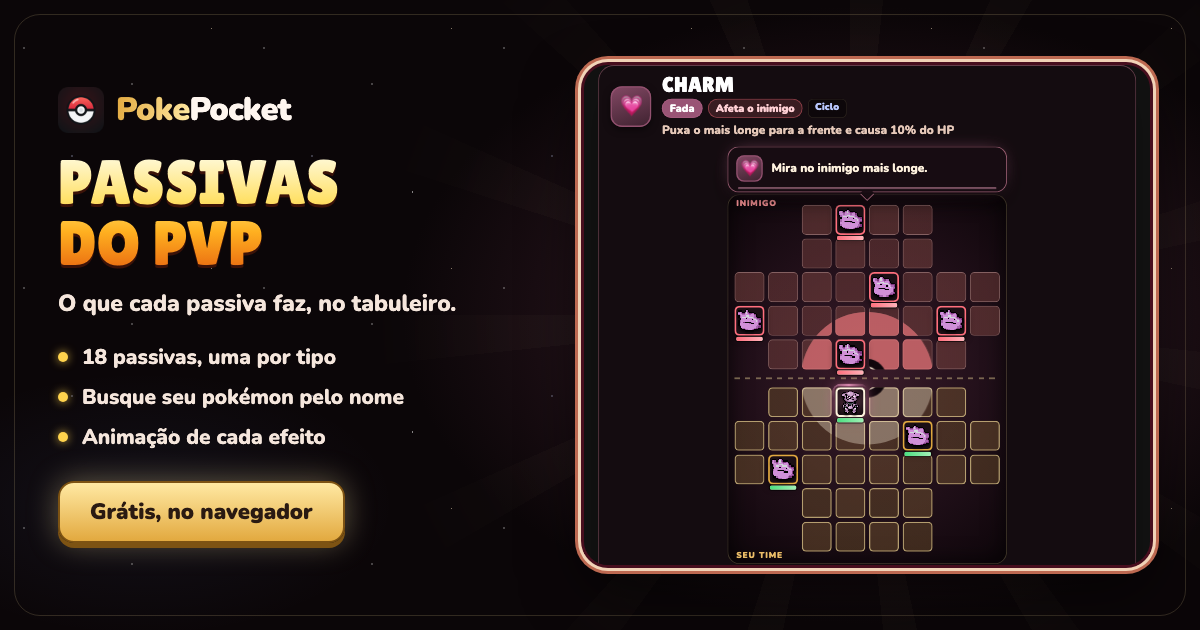 PokePocket
PASSIVAS
DO PVP
O que cada passiva faz, no tabuleiro.
18 passivas, uma por tipo
Busque seu pokémon pelo nome
Animação de cada efeito
Grátis, no navegador
CHARM
Fada
Afeta o inimigo
Ciclo
Puxa o mais longe para a frente e causa 10% do HP
Mira no inimigo mais longe.
INIMIGO
SEU TIME